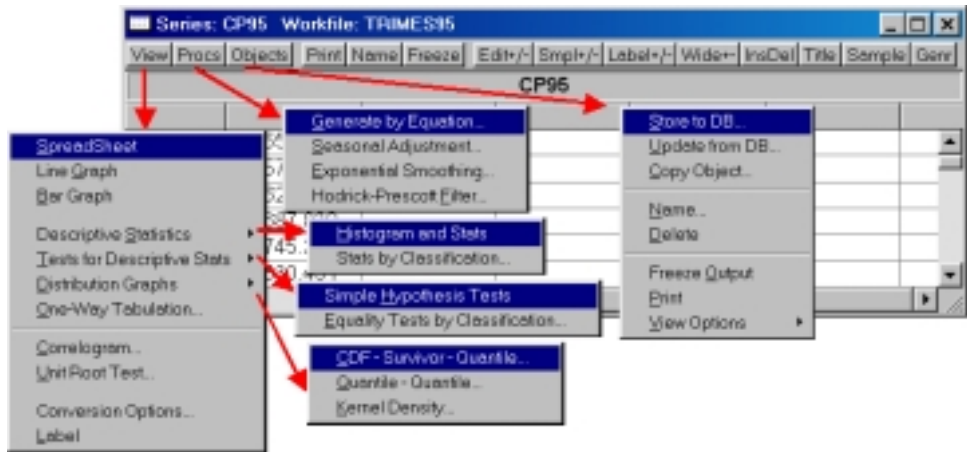 Series: CP95 Workfile: TRIMES95
View Procs Objects Print Name Freeze Edit+/- Smpl+/- Label+/- Wide+- InsDel Title Sample Genr
CP95
SpreadSheet
Line Graph
Bar Graph
Descriptive Statistics
Tests for Descriptive Stats
Distribution Graphs
One-Way Tabulation...
Correlogram...
Unit Root Test...
Conversion Options...
Label
Generate by Equation...
Seasonal Adjustment...
Exponential Smoothing...
Hodrick-Prescott Filter...
Histogram and Stats
Stats by Classification...
Simple Hypothesis Tests
Equality Tests by Classification...
CDF - Survivor - Quantile...
Quantile - Quantile...
Kernel Density...
Store to DB...
Update from DB...
Copy Object...
Name...
Delete
Freeze Output
Print
View Options